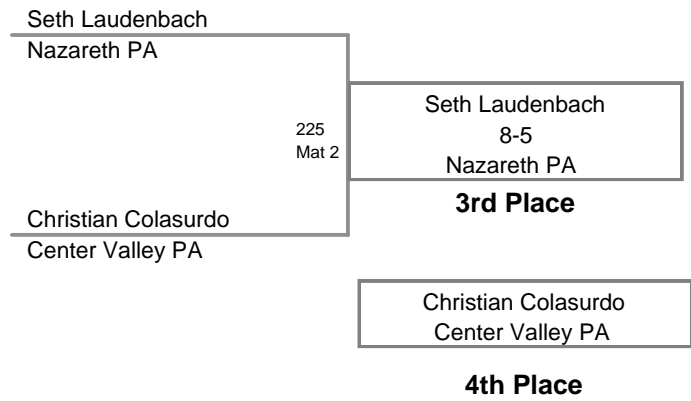 Seth Laudenbach
Nazareth PA
225
Mat 2
Seth Laudenbach
8-5
Nazareth PA
3rd Place
Christian Colasurdo
Center Valley PA
Christian Colasurdo
Center Valley PA
4th Place